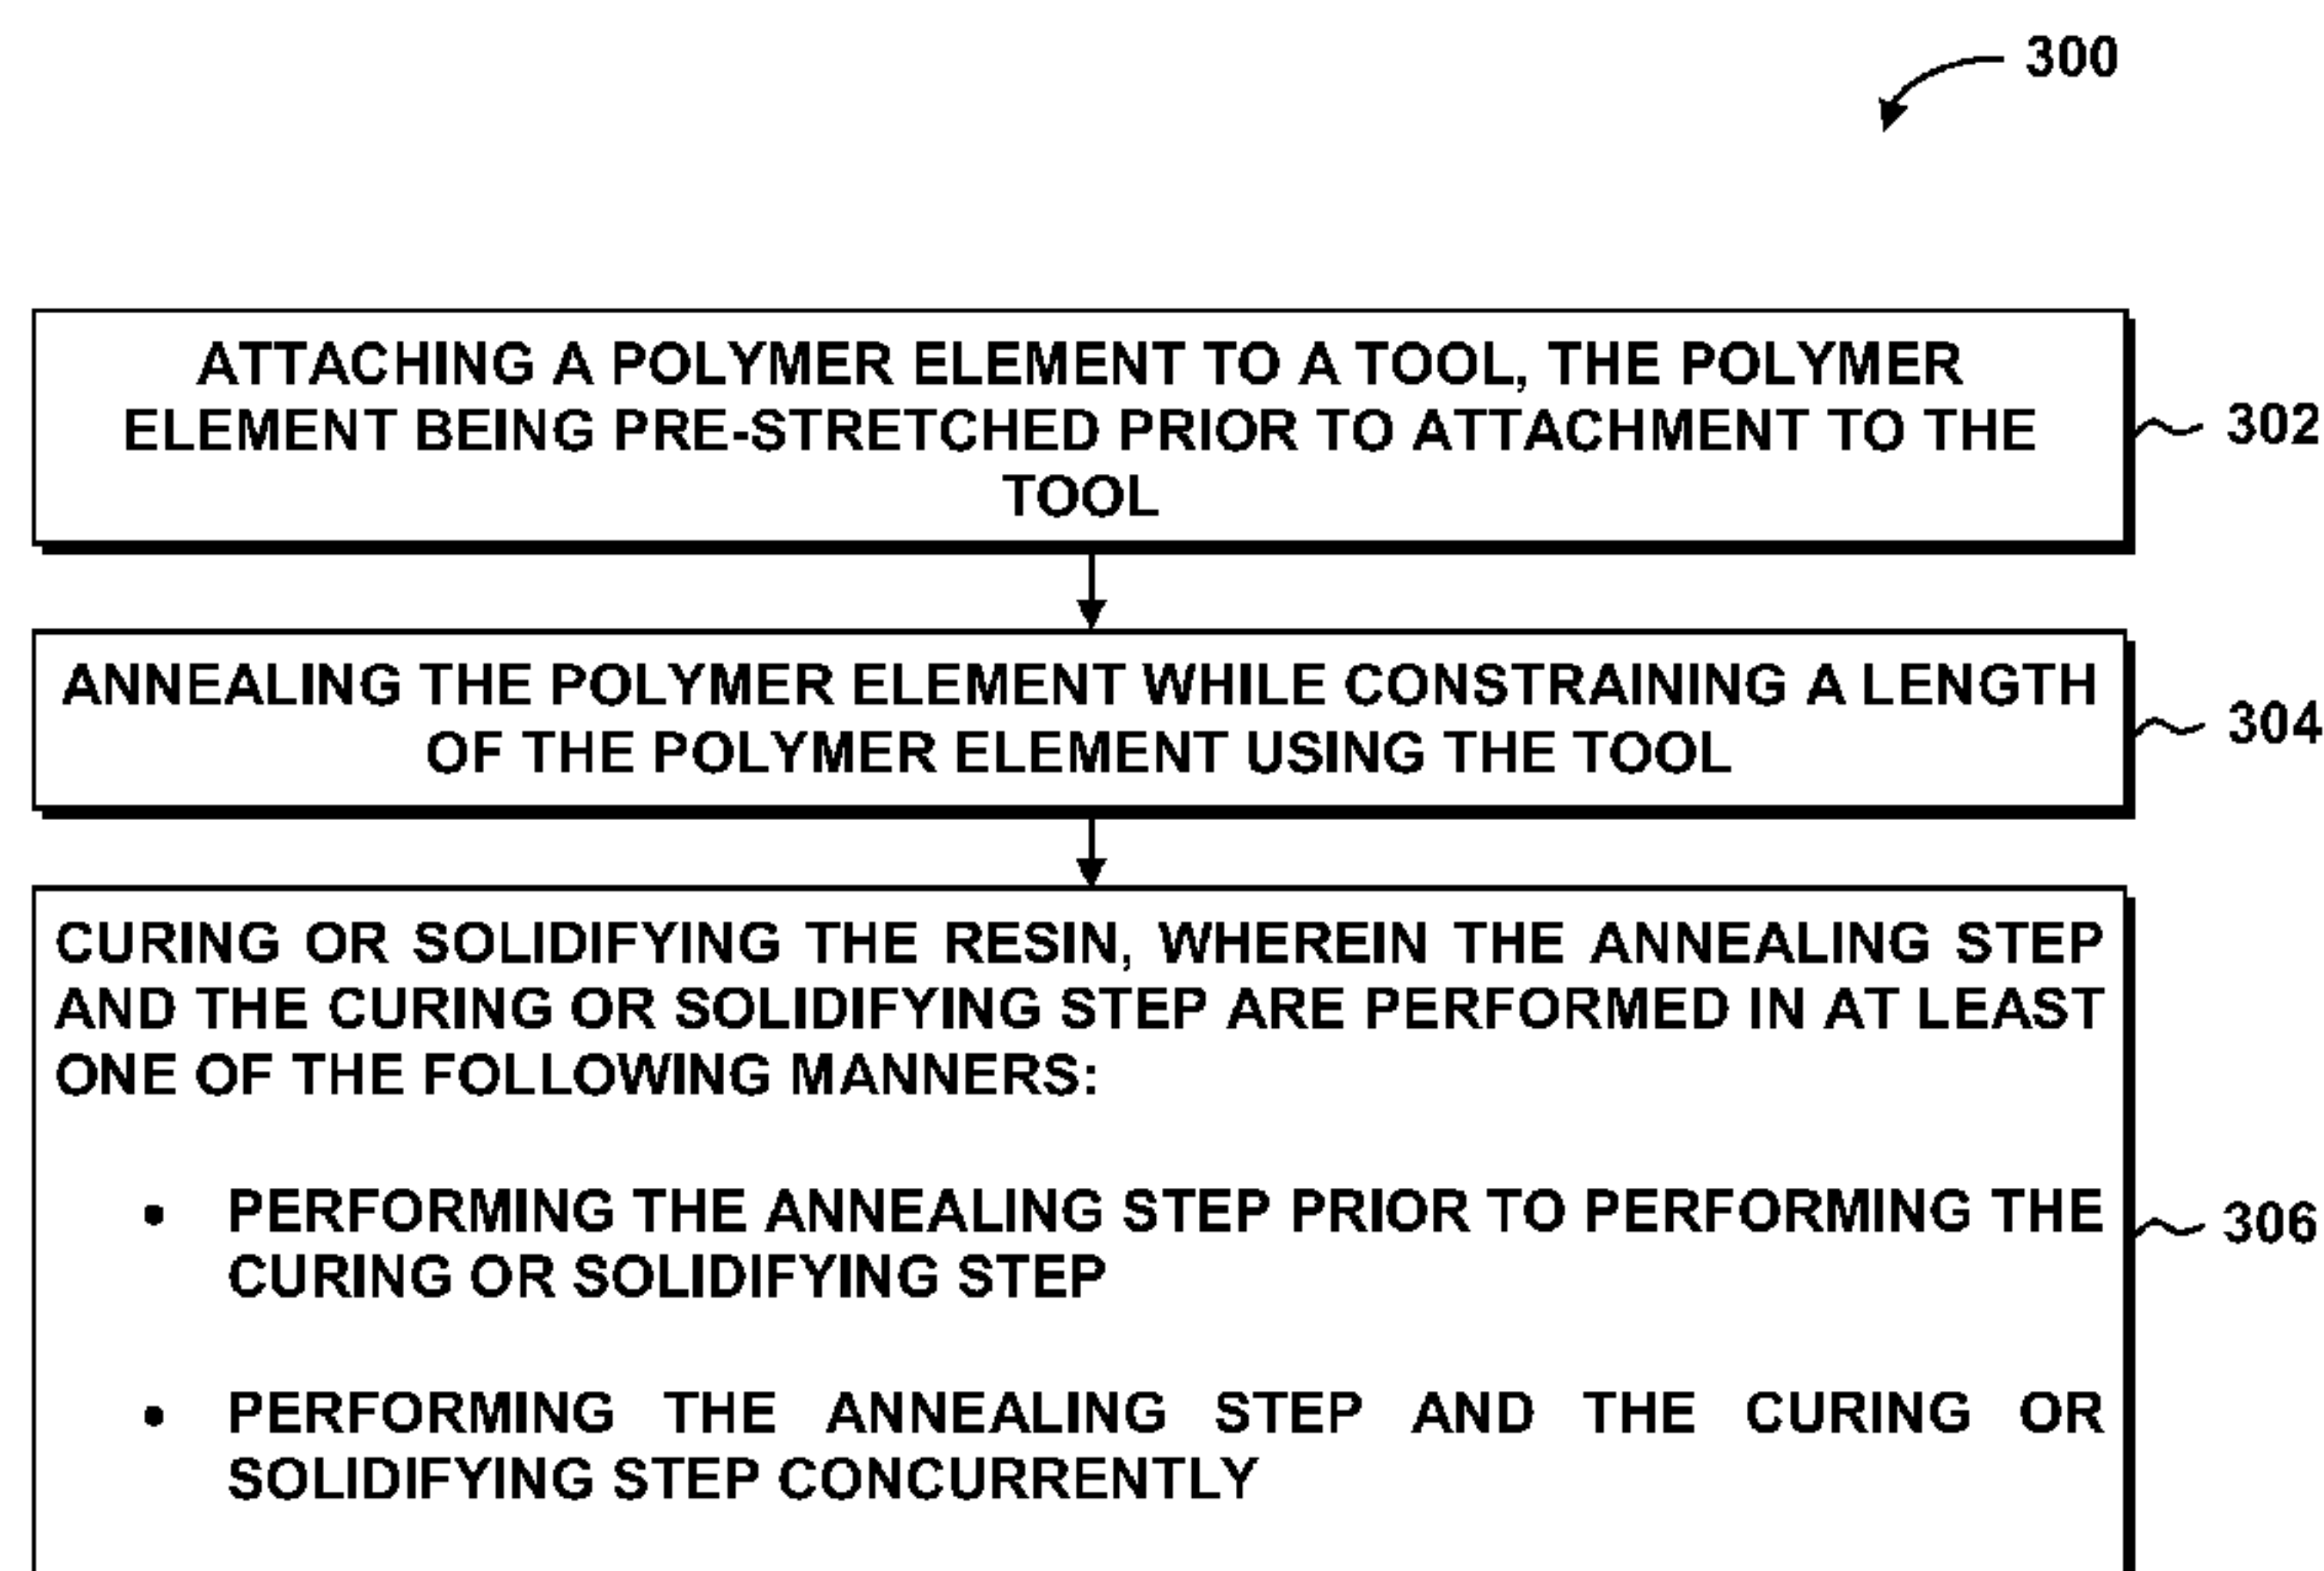 300
ATTACHING A POLYMER ELEMENT TO A TOOL, THE POLYMER
ELEMENT BEING PRE-STRETCHED PRIOR TO ATTACHMENT TO THE
TOOL
302
ANNEALING THE POLYMER ELEMENT WHILE CONSTRAINING A LENGTH
OF THE POLYMER ELEMENT USING THE TOOL
304
CURING OR SOLIDIFYING THE RESIN, WHEREIN THE ANNEALING STEP
AND THE CURING OR SOLIDIFYING STEP ARE PERFORMED IN AT LEAST
ONE OF THE FOLLOWING MANNERS:
• PERFORMING THE ANNEALING STEP PRIOR TO PERFORMING THE
CURING OR SOLIDIFYING STEP
306
• PERFORMING THE ANNEALING STEP AND THE CURING OR
SOLIDIFYING STEP CONCURRENTLY